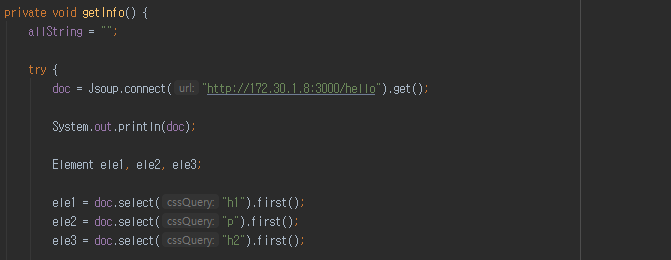 private void getInfo() {
allString = "";
try {
doc = Jsoup.connect( url: "http://172.30.1.8:3000/hello").get();
System.out.println(doc);
Element ele1, ele2, ele3;
ele1 = doc.select( cssQuery: "h1").first();
ele2 = doc.select( cssQuery: "p").first();
ele3 = doc.select( cssQuery: "h2").first();